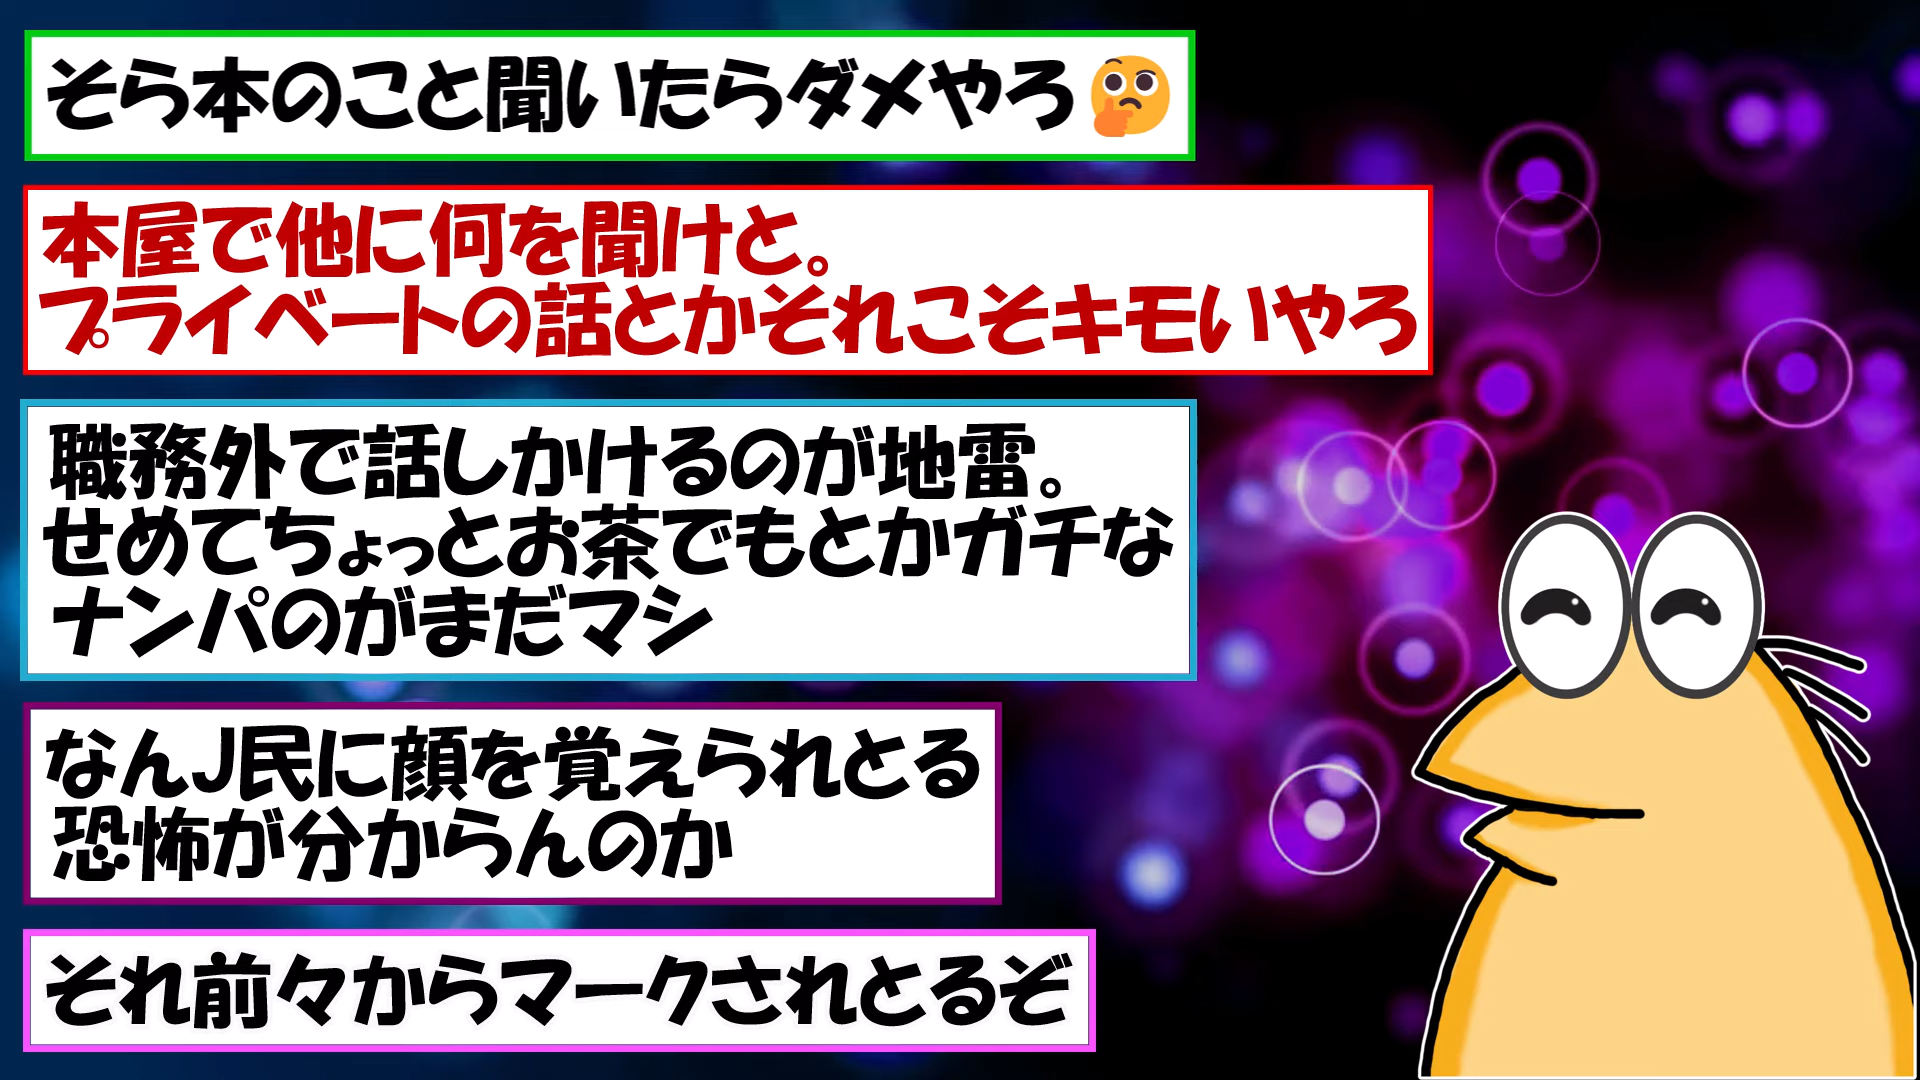 そら本のこと聞いたらダメやろ🤔
本屋で他に何を聞けと。
プライベートの話とかそれこそキモいやろ
職務外で話しかけるのが地雷。
せめてちょっとお茶でもとかガチな
ナンパのがまだマシ
なんJ民に顔を覚えられとる
恐怖が分からんのか
それ前々からマークされとるぞ